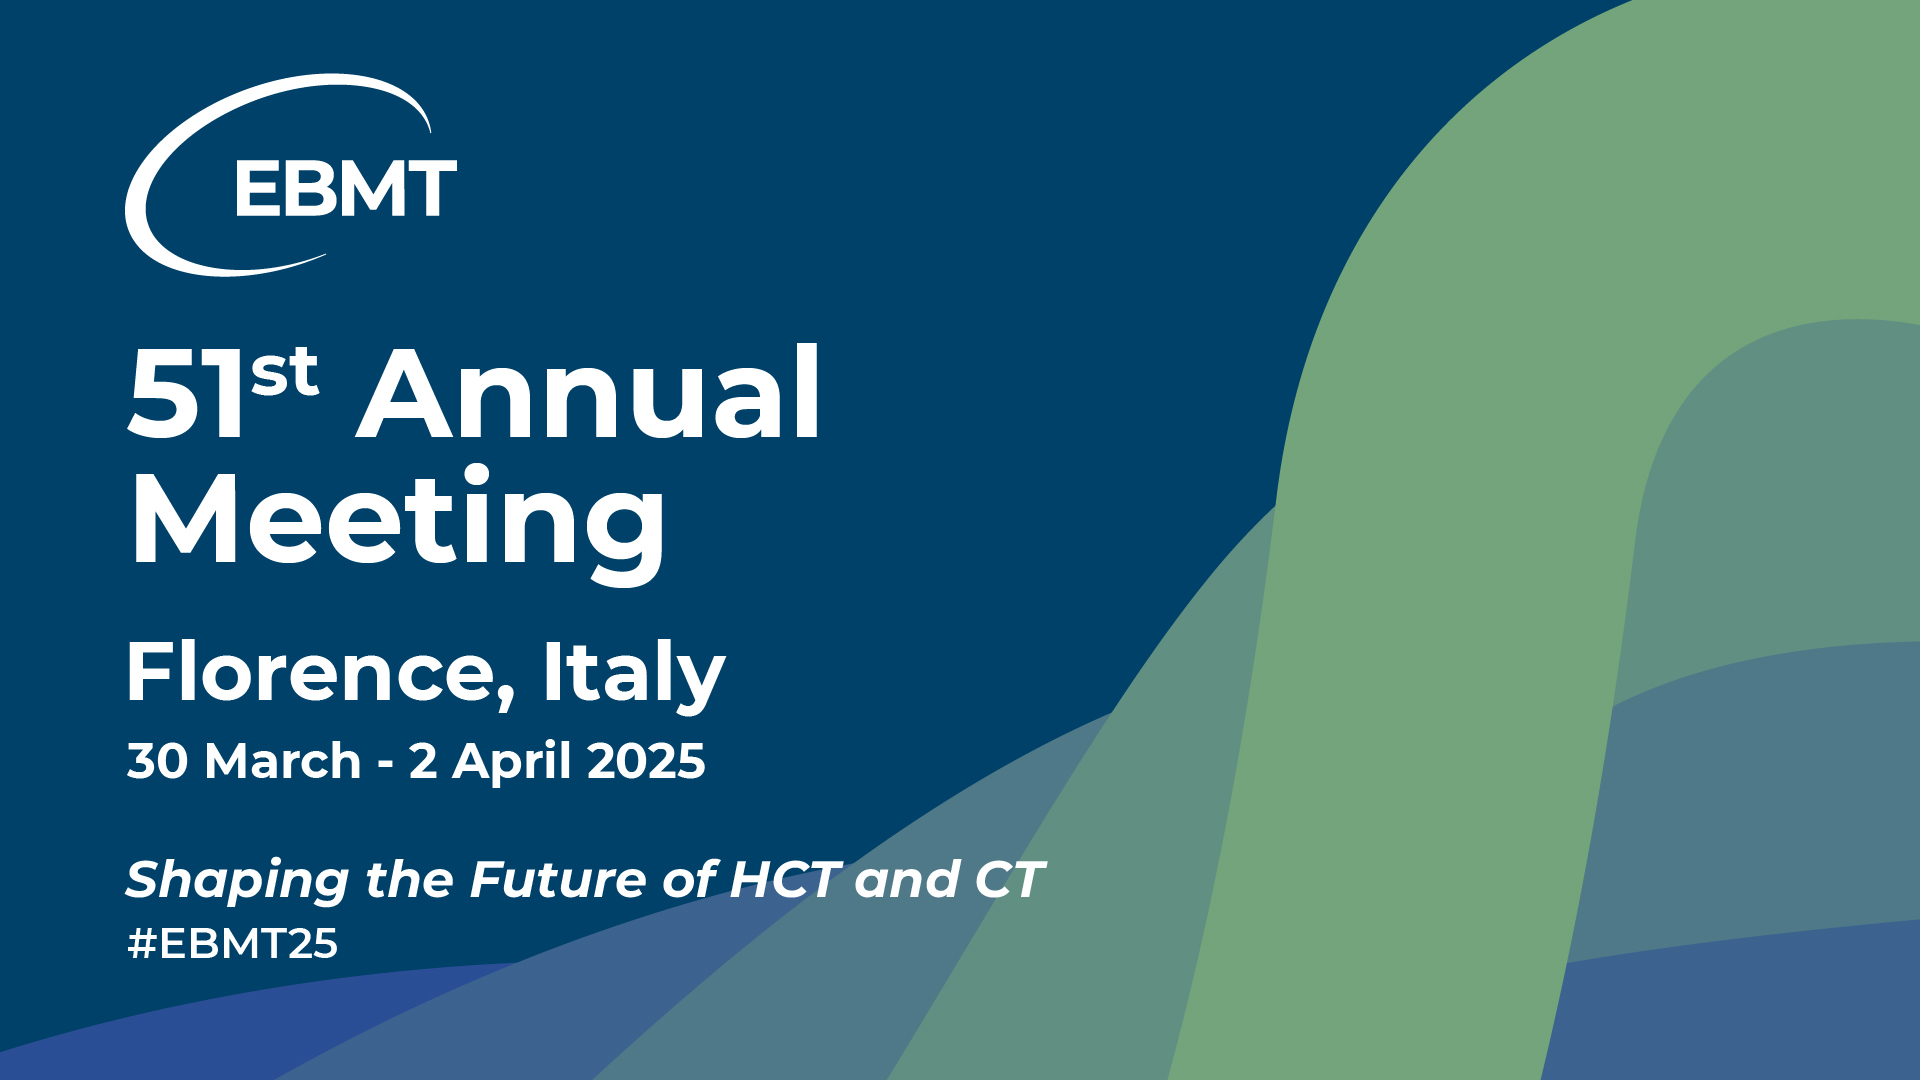 EBMT
51st Annual
Meeting
Florence, Italy
30 March - 2 April 2025
Shaping the Future of HCT and CT
#EBMT25